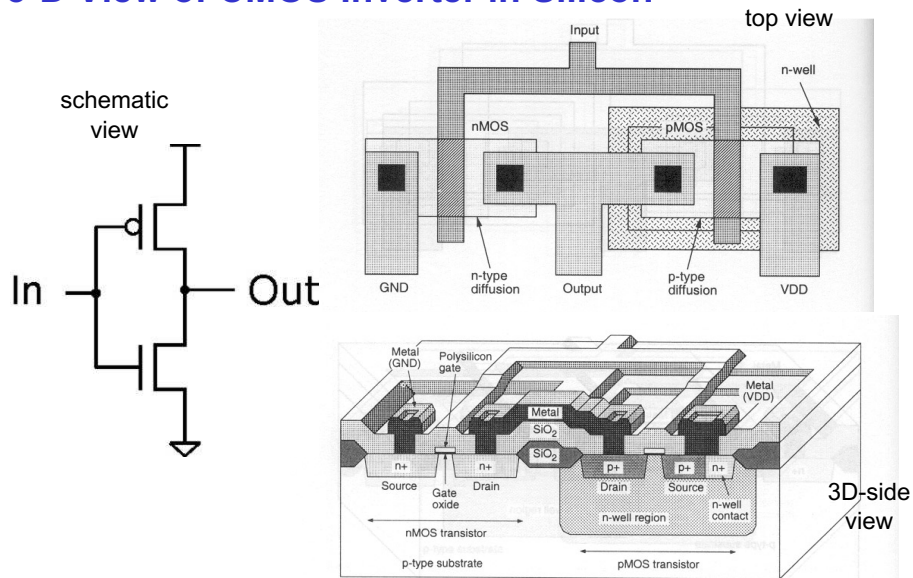 3-D View of CMOS Inverter in Silicon
top view
schematic
view
In
Out
Input
n-well
nMOS
pMOS
n-type
diffusion
p-type
diffusion
GND
Output
VDD
Metal
(GND)
Polysilicon
gate
Metal
(VDD)
Metal
SiO2
SiO2
n+
n+
p+
p+
n+
Source
Gate
oxide
Drain
Drain
Source
n-well
contact
n-well region
nMOS transistor
p-type substrate
pMOS transistor
3D-side
view